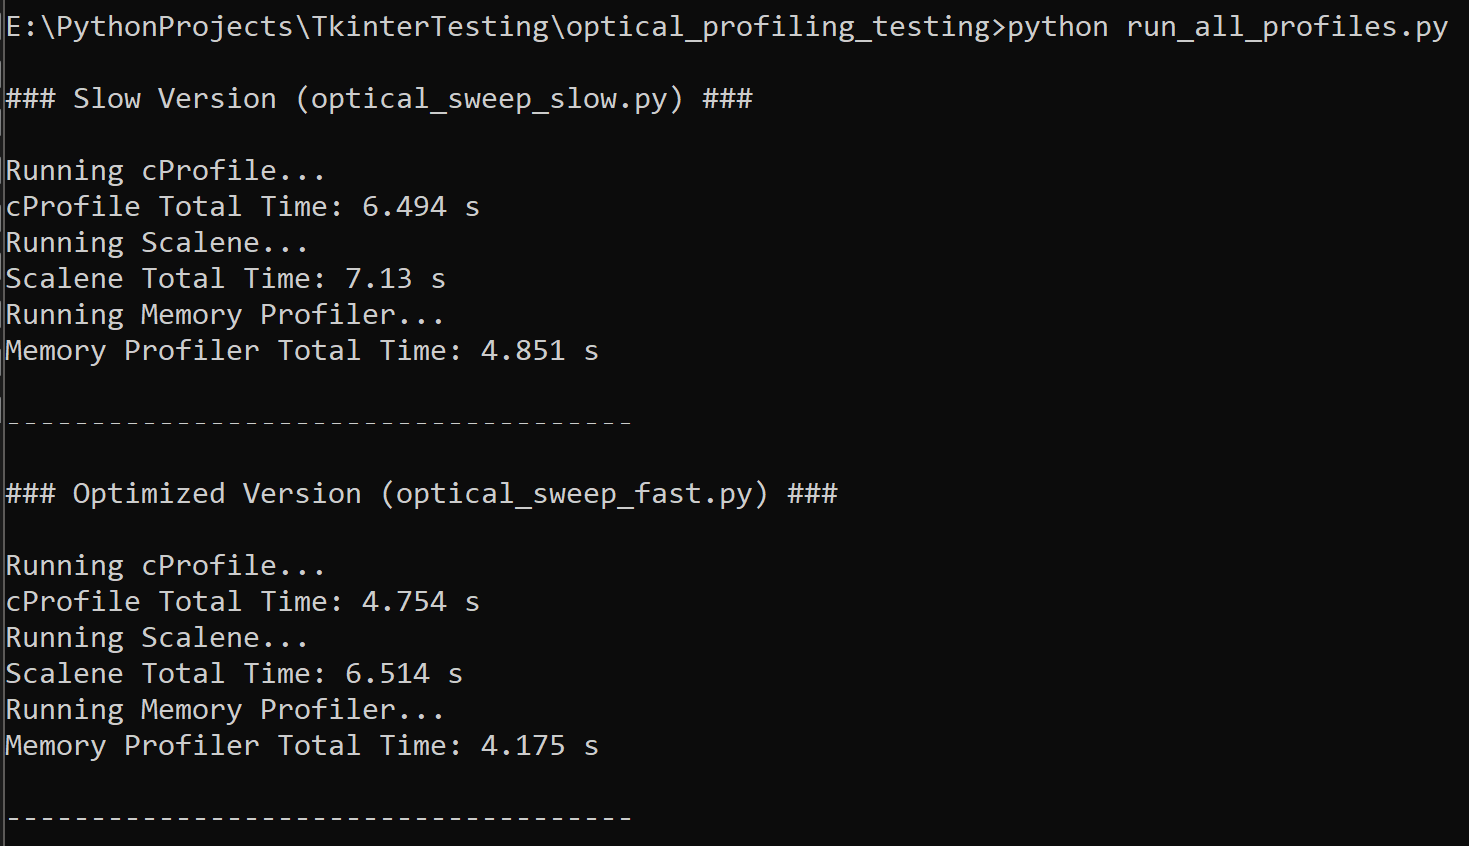 E:\PythonProjects\TkinterTesting\optical_profiling_testing>python run_all_profiles.py
### Slow Version (optical_sweep_slow.py) ###
Running cProfile...
cProfile Total Time: 6.494 s
Running Scalene...
Scalene Total Time: 7.13 s
Running Memory Profiler...
Memory Profiler Total Time: 4.851 s
-------------------------------------
### Optimized Version (optical_sweep_fast.py) ###
Running cProfile...
cProfile Total Time: 4.754 s
Running Scalene...
Scalene Total Time: 6.514 s
Running Memory Profiler...
Memory Profiler Total Time: 4.175 s
-------------------------------------